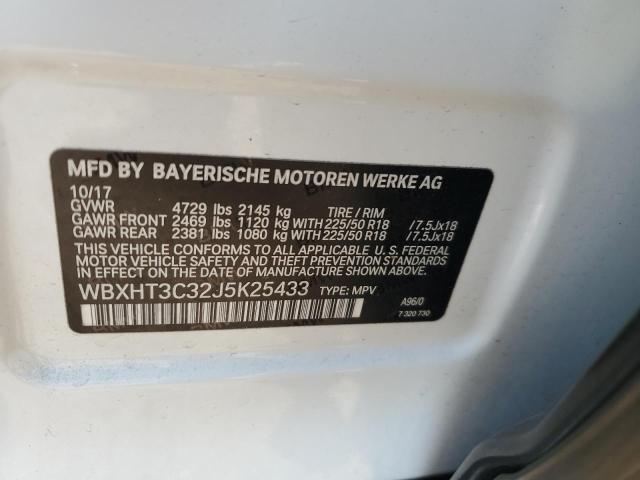 MFD BY BAYERISCHE MOTOREN WERKE AG
10/17
GVWR 4729 lbs 2145 kg TIRE / RIM
GAWR FRONT 2469 lbs 1120 kg WITH 225/50 R18 /7.5Jx18
GAWR REAR 2381 lbs 1080 kg WITH 225/50 R18 /7.5Jx18
THIS VEHICLE CONFORMS TO ALL APPLICABLE U. S. FEDERAL
MOTOR VEHICLE SAFETY AND THEFT PREVENTION STANDARDS
IN EFFECT ON THE DATE OF MANUFACTURE SHOWN ABOVE.
WBXHT3C32J5K25433 TYPE: MPV
A96/0
7 320 730